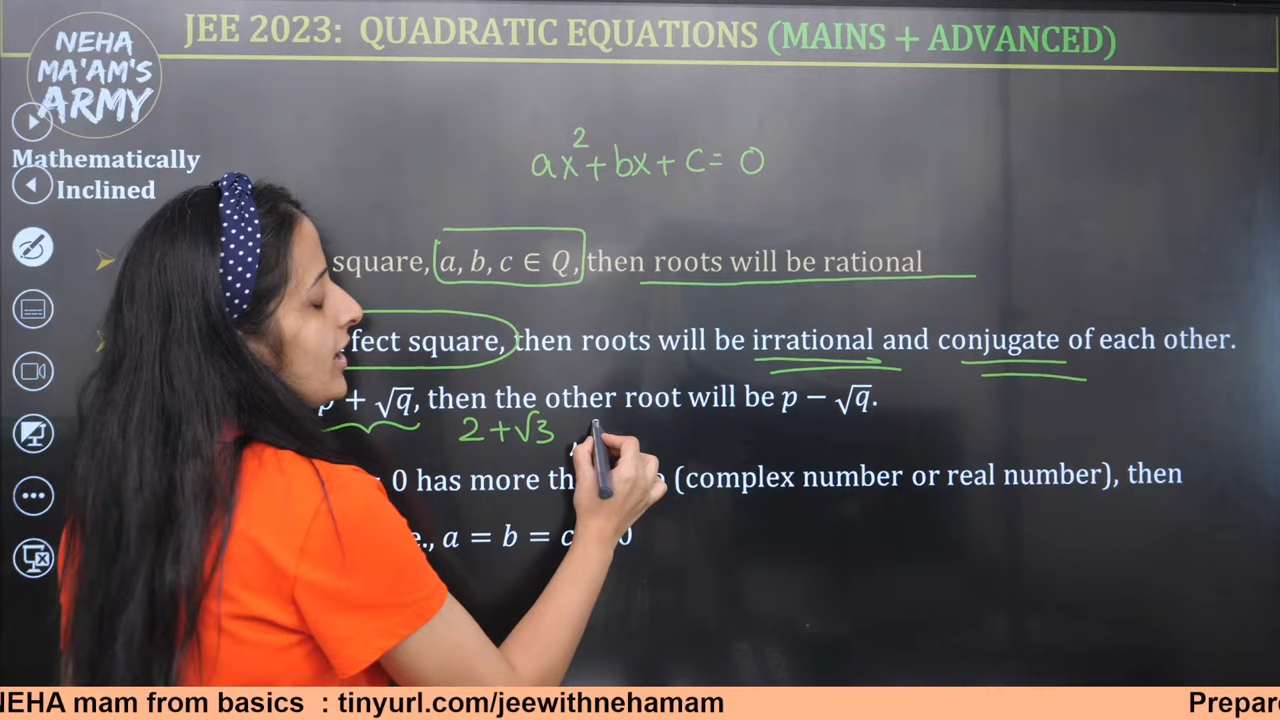 JEE 2023: QUADRATIC EQUATIONS (MAINS + ADVANCED)
NEHA
MA'AM'S
ARMY
Mathematically
Inclined
ax² + bx + c = 0
square, a, b, c ∈ Q, then roots will be rational
fect square, then roots will be irrational and conjugate of each other.
p + √q, then the other root will be p − √q.
2 + √3
0 has more th (complex number or real number), then
e., a = b = c 0
NEHA mam from basics : tinyurl.com/jeewithnehamam
Prepar